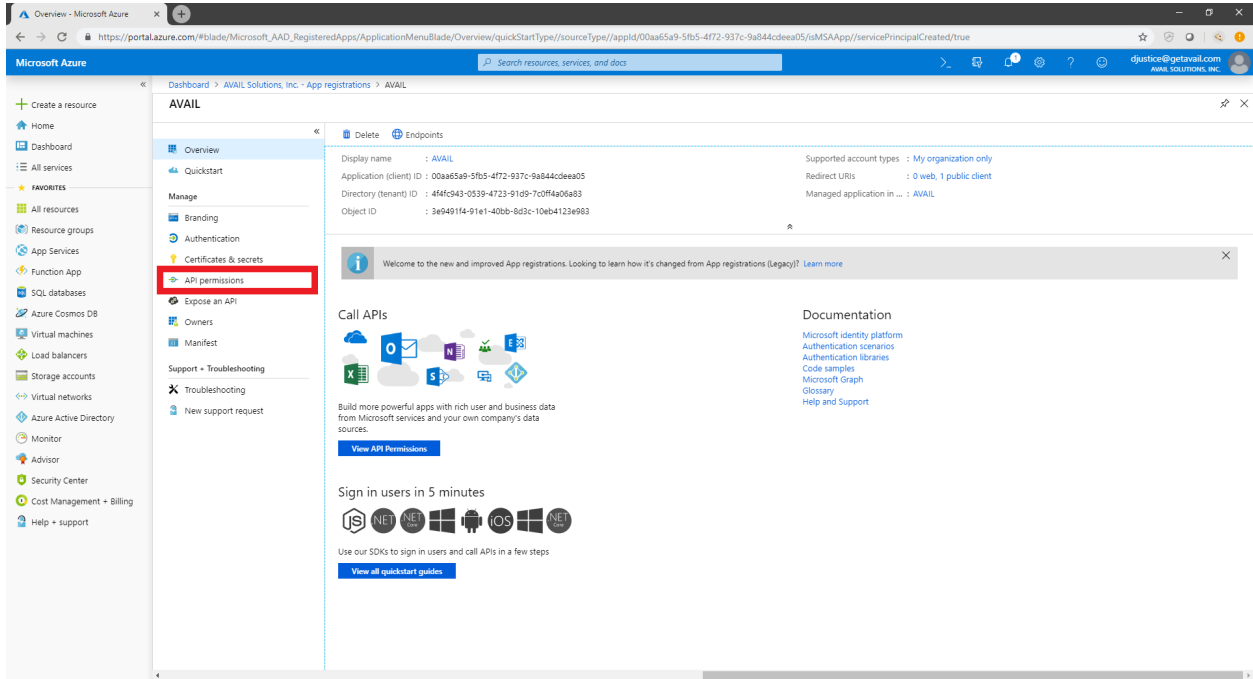 Overview - Microsoft Azure
https://portal.azure.com/#blade/Microsoft_AAD_RegisteredApps/ApplicationMenuBlade/Overview/quickStartType//sourceType//appId/00aa65a9-5fb5-4f72-937c-9a844cdeea05/isMSAApp//servicePrincipalCreated/true
Microsoft Azure
Search resources, services, and docs
1
djustice@getavail.com
AVAIL SOLUTIONS, INC.
Dashboard > AVAIL Solutions, Inc. - App registrations > AVAIL
AVAIL
Create a resource
Home
Dashboard
All services
FAVORITES
All resources
Resource groups
App Services
Function App
SQL databases
Azure Cosmos DB
Virtual machines
Load balancers
Storage accounts
Virtual networks
Azure Active Directory
Monitor
Advisor
Security Center
Cost Management + Billing
Help + support
Overview
Quickstart
Manage
Branding
Authentication
Certificates & secrets
API permissions
Expose an API
Owners
Manifest
Support + Troubleshooting
Troubleshooting
New support request
Delete Endpoints
Display name : AVAIL
Application (client) ID : 00aa65a9-5fb5-4f72-937c-9a844cdeea05
Directory (tenant) ID : 4f4fc943-0539-4723-91d9-7c0ff4a06a83
Object ID : 3e9491f4-91e1-40bb-8d3c-10eb4123e983
Supported account types : My organization only
Redirect URIs : 0 web, 1 public client
Managed application in ... : AVAIL
Welcome to the new and improved App registrations. Looking to learn how it's changed from App registrations (Legacy)? Learn more
Call APIs
Build more powerful apps with rich user and business data
from Microsoft services and your own company's data
sources.
View API Permissions
Sign in users in 5 minutes
JS .NET .NET Core iOS .NET Core
Use our SDKs to sign in users and call APIs in a few steps
View all quickstart guides
Documentation
Microsoft identity platform
Authentication scenarios
Authentication libraries
Code samples
Microsoft Graph
Glossary
Help and Support